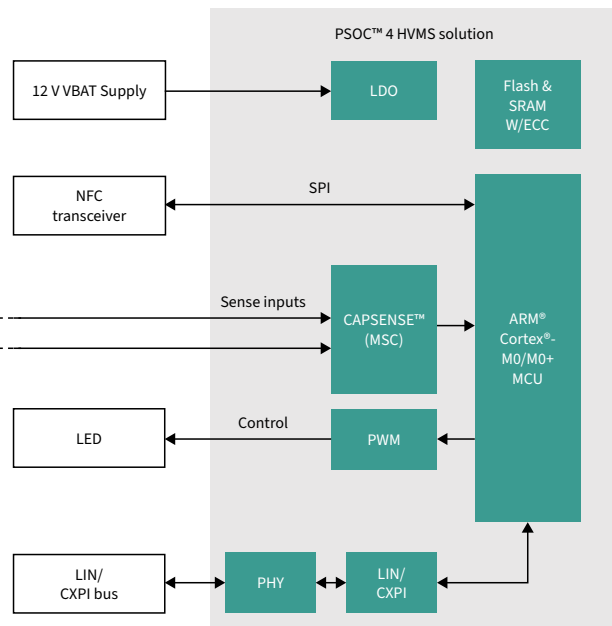 PSOC™ 4 HVMS solution
12 V VBAT Supply
LDO
Flash &
SRAM
W/ECC
NFC
transceiver
SPI
Sense inputs
CAPSENSE™
(MSC)
ARM®
Cortex®-
M0/M0+
MCU
LED
Control
PWM
LIN/
CXPI bus
PHY
LIN/
CXPI